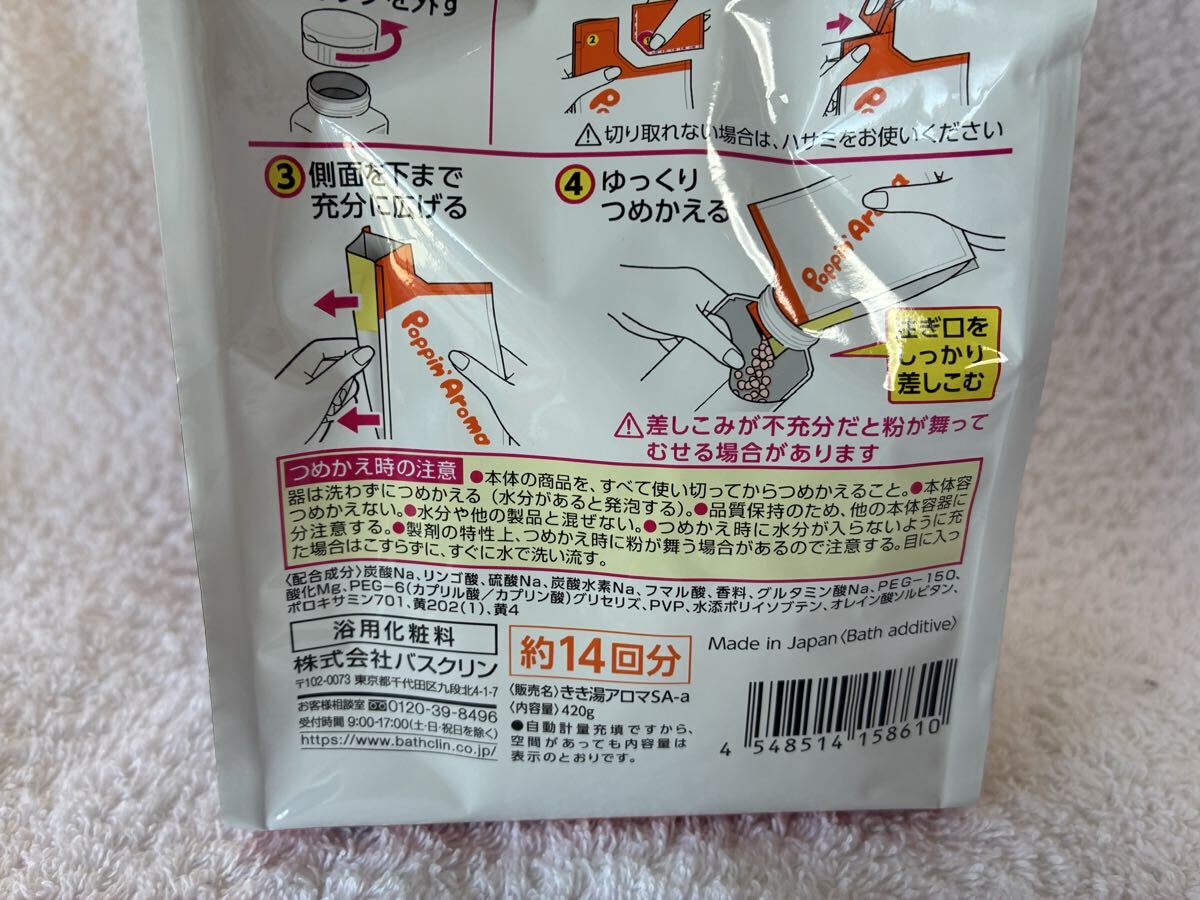 を外す
2
1
P
P
⚠切り取れない場合は、ハサミをお使いください
3 側面を下まで
充分に広げる
Poppin' Aroma
4 ゆっくり
つめかえる
Poppin' Aroma
注ぎ口を
しっかり
差しこむ
⚠差しこみが不充分だと粉が舞って
むせる場合があります
つめかえ時の注意 ●本体の商品を、すべて使い切ってからつめかえること。●本体容
器は洗わずにつめかえる(水分があると発泡する)。●品質保持のため、他の本体容器に
つめかえない。●水分や他の製品と混ぜない。●つめかえ時に水分が入らないように充
分注意する。●製剤の特性上、つめかえ時に粉が舞う場合があるので注意する。目に入っ
た場合はこすらずに、すぐに水で洗い流す。
〈配合成分〉炭酸Na、リンゴ酸、硫酸Na、炭酸水素Na、フマル酸、香料、グルタミン酸Na、PEG-150、
酸化Mg、PEG-6(カプリル酸/カプリン酸)グリセリズ、PVP、水添ポリイソブテン、オレイン酸ソルビタン、
ポロキサミン701、黄202(1)、黄4
浴用化粧料
株式会社バスクリン
〒102-0073 東京都千代田区九段北4-1-7
お客様相談室 0120-39-8496
受付時間 9:00-17:00(土・日・祝日を除く)
https://www.bathclin.co.jp/
約14回分
〈販売名〉きき湯アロマSA-a
〈内容量〉420g
●自動計量充填ですから、
空間があっても内容量は
表示のとおりです。
Made in Japan〈Bath additive〉
4 548514 158610